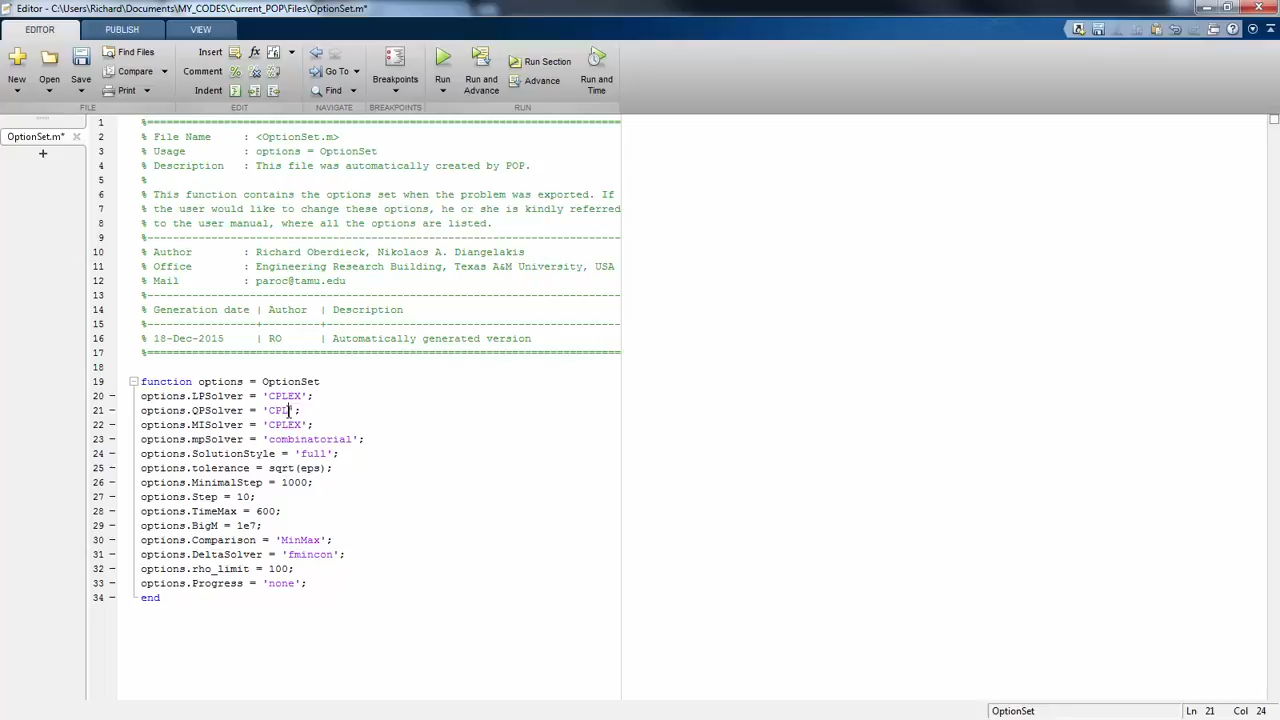 Editor - C:\Users\Richard\Documents\MY_CODES\Current_POP\Files\OptionSet.m*
EDITOR PUBLISH VIEW
New Open Save Find Files Compare Print Insert Comment Indent Go To Find Breakpoints Run Run and Advance Run Section Advance Run and Time
FILE EDIT NAVIGATE BREAKPOINTS RUN
OptionSet.m*
1 %===========================================================================
2 % File Name     : <OptionSet.m>
3 % Usage         : options = OptionSet
4 % Description   : This file was automatically created by POP.
5 %
6 % This function contains the options set when the problem was exported. If
7 % the user would like to change these options, he or she is kindly referred
8 % to the user manual, where all the options are listed.
9 %---------------------------------------------------------------------------
10 % Author        : Richard Oberdieck, Nikolaos A. Diangelakis
11 % Office        : Engineering Research Building, Texas A&M University, USA
12 % Mail          : paroc@tamu.edu
13 %---------------------------------------------------------------------------
14 % Generation date | Author  | Description
15 %-----------------+---------+-----------------------------------------------
16 % 18-Dec-2015     | RO      | Automatically generated version
17 %===========================================================================
18
19 function options = OptionSet
20 options.LPSolver = 'CPLEX';
21 options.QPSolver = 'CPL';
22 options.MISolver = 'CPLEX';
23 options.mpSolver = 'combinatorial';
24 options.SolutionStyle = 'full';
25 options.tolerance = sqrt(eps);
26 options.MinimalStep = 1000;
27 options.Step = 10;
28 options.TimeMax = 600;
29 options.BigM = 1e7;
30 options.Comparison = 'MinMax';
31 options.DeltaSolver = 'fmincon';
32 options.rho_limit = 100;
33 options.Progress = 'none';
34 end
OptionSet Ln 21 Col 24